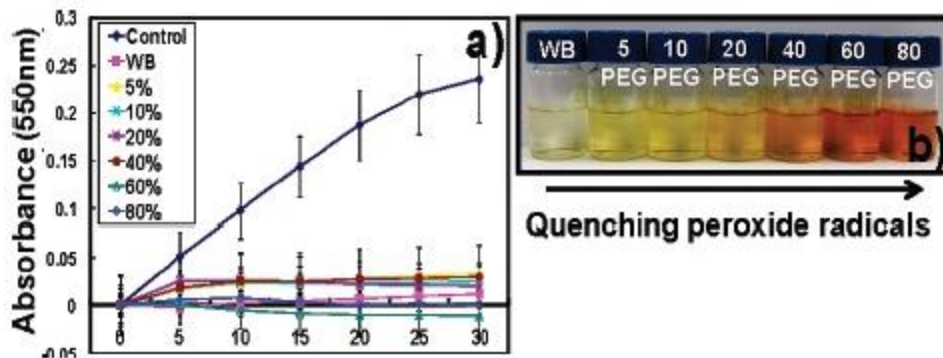 Absorbance (550nm)
0.3
0.25
0.2
0.15
0.1
0.05
0
-0.05
Control
WB
5%
10%
20%
40%
60%
80%
a)
0 5 10 15 20 25 30
WB 5 10 20 40 60 80
PEG PEG PEG PEG PEG PEG
b)
Quenching peroxide radicals